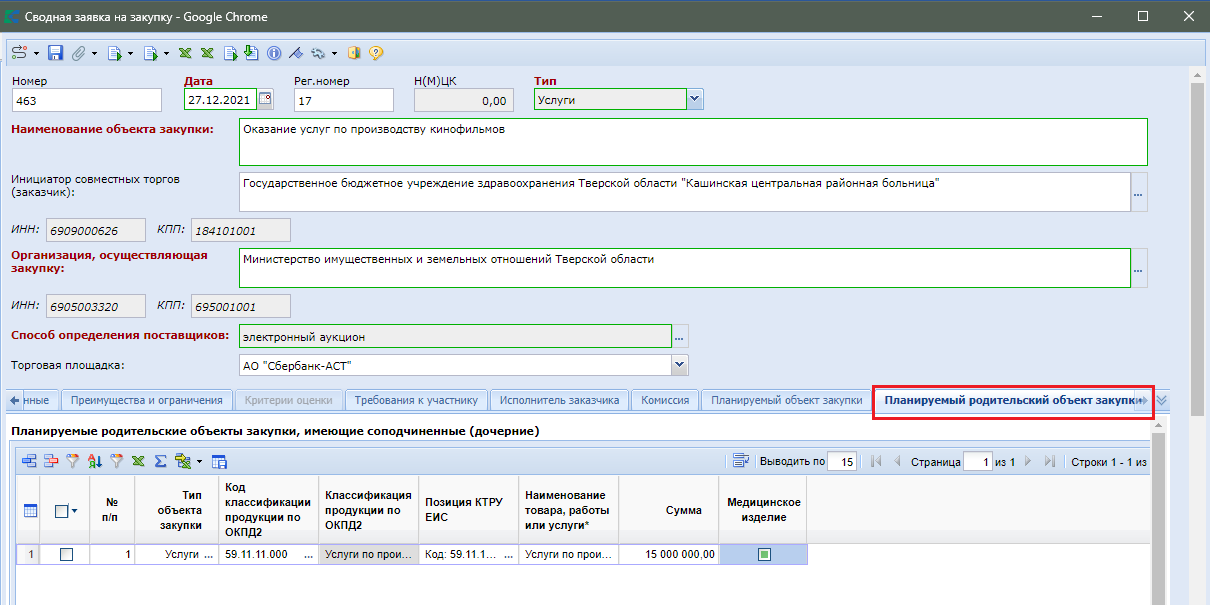 Сводная заявка на закупку - Google Chrome
Номер Дата Рег.номер Н(М)ЦК Тип
463 27.12.2021 17 0,00 Услуги
Наименование объекта закупки: Оказание услуг по производству кинофильмов
Инициатор совместных торгов
(заказчик): Государственное бюджетное учреждение здравоохранения Тверской области "Кашинская центральная районная больница" ...
ИНН: 6909000626 КПП: 184101001
Организация, осуществляющая
закупку: Министерство имущественных и земельных отношений Тверской области ...
ИНН: 6905003320 КПП: 695001001
Способ определения поставщиков: электронный аукцион ...
Торговая площадка: АО "Сбербанк-АСТ"
нные Преимущества и ограничения Критерии оценки Требования к участнику Исполнитель заказчика Комиссия Планируемый объект закупки Планируемый родительский объект закупки
Планируемые родительские объекты закупки, имеющие соподчиненные (дочерние)
Выводить по 15 Страница 1 из 1 Строки 1 - 1 из
№
п/п
Тип
объекта
закупки
Код
классификации
продукции по
ОКПД2
Классификация
продукции по
ОКПД2
Позиция КТРУ
ЕИС
Наименование
товара, работы
или услуги*
Сумма
Медицинское
изделие
1 1 Услуги ... 59.11.11.000 ... Услуги по прои... Код: 59.11.1... ... Услуги по прои... 15 000 000,00